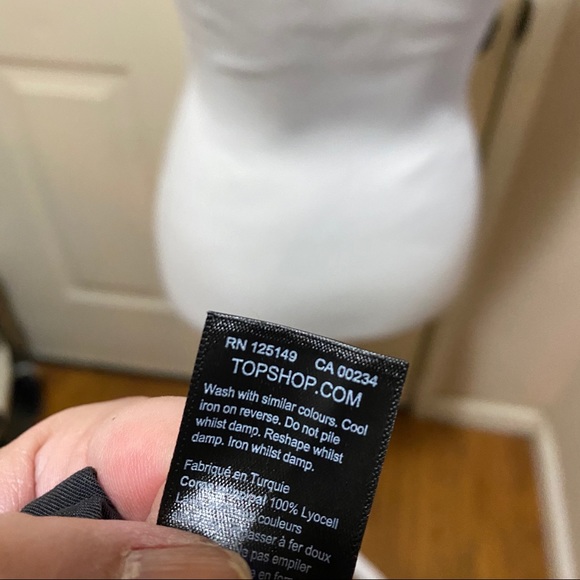 RN 125149 CA 00234
TOPSHOP.COM
Wash with similar colours. Cool
Iron on reverse. Do not pile
whilst damp. Reshape whilst
damp. Iron whilst damp.
Fabriqué en Turquie
100% Lyocell
couleurs
à fer doux
pas empiler
en